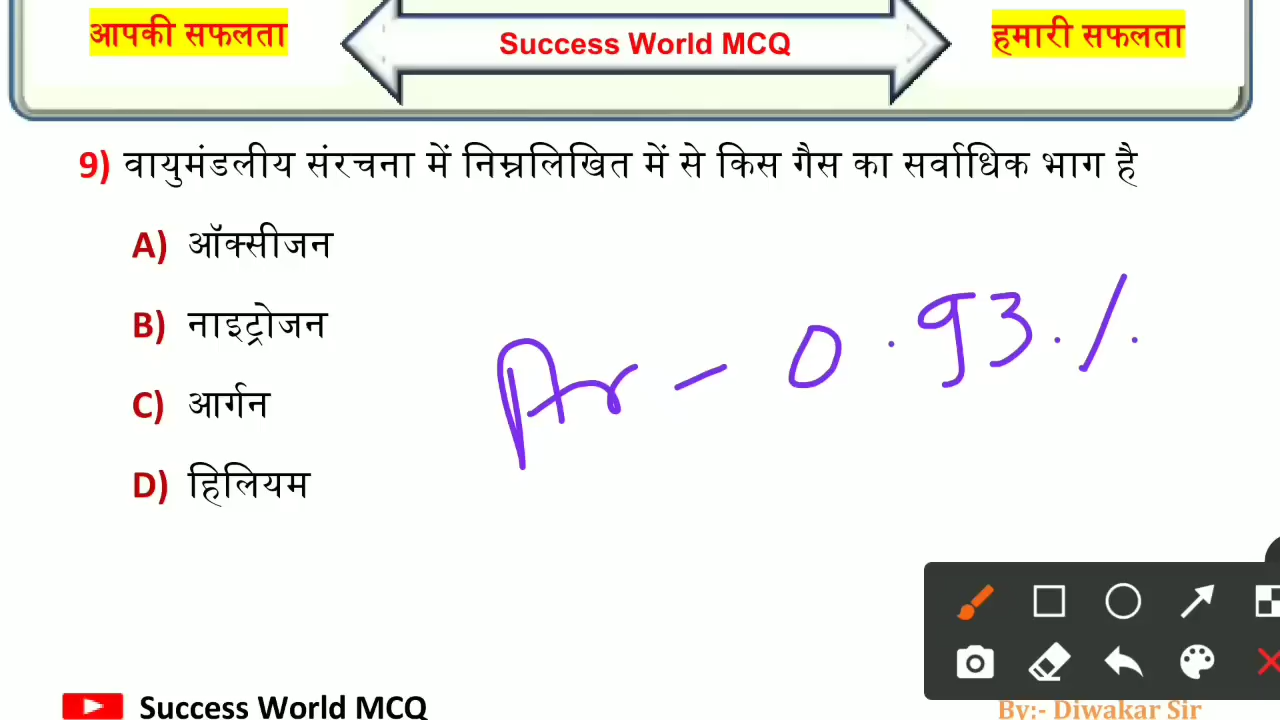 आपकी सफलता
Success World MCQ
हमारी सफलता
9) वायुमंडलीय संरचना में निम्नलिखित में से किस गैस का सर्वाधिक भाग है
A) ऑक्सीजन
B) नाइट्रोजन
C) आर्गन
D) हिलियम
Ar - 0.93%
Success World MCQ
By:- Diwakar Sir